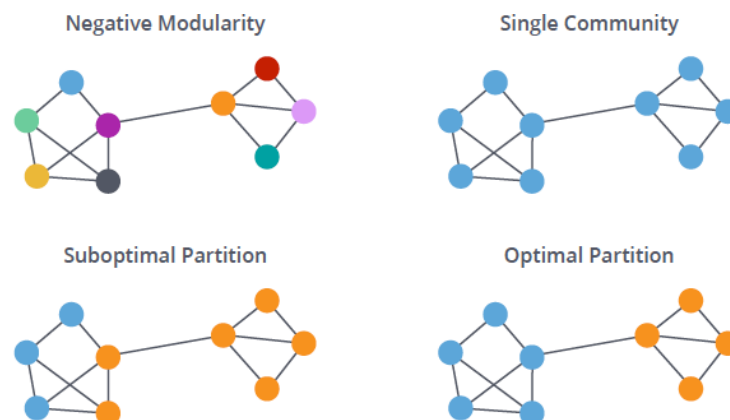 Negative Modularity
Single Community
Suboptimal Partition
Optimal Partition